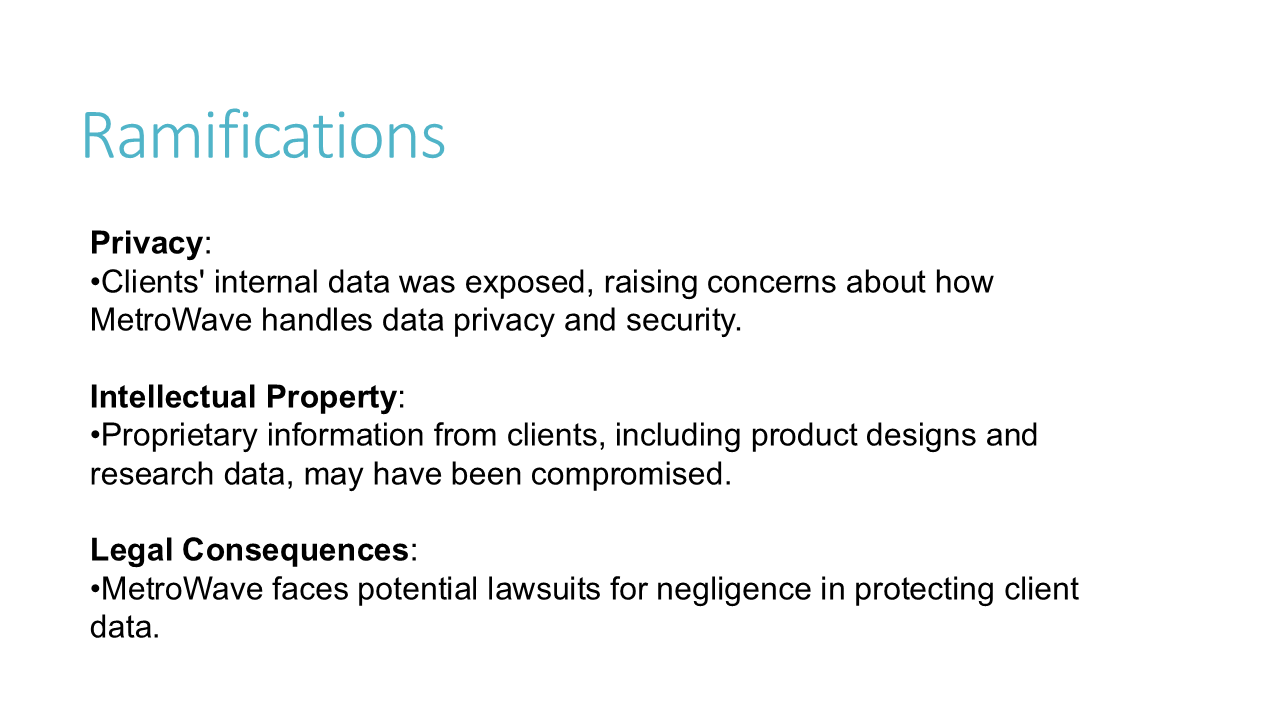 Ramifications
Privacy:
•Clients' internal data was exposed, raising concerns about how
MetroWave handles data privacy and security.
Intellectual Property:
•Proprietary information from clients, including product designs and
research data, may have been compromised.
Legal Consequences:
•MetroWave faces potential lawsuits for negligence in protecting client
data.